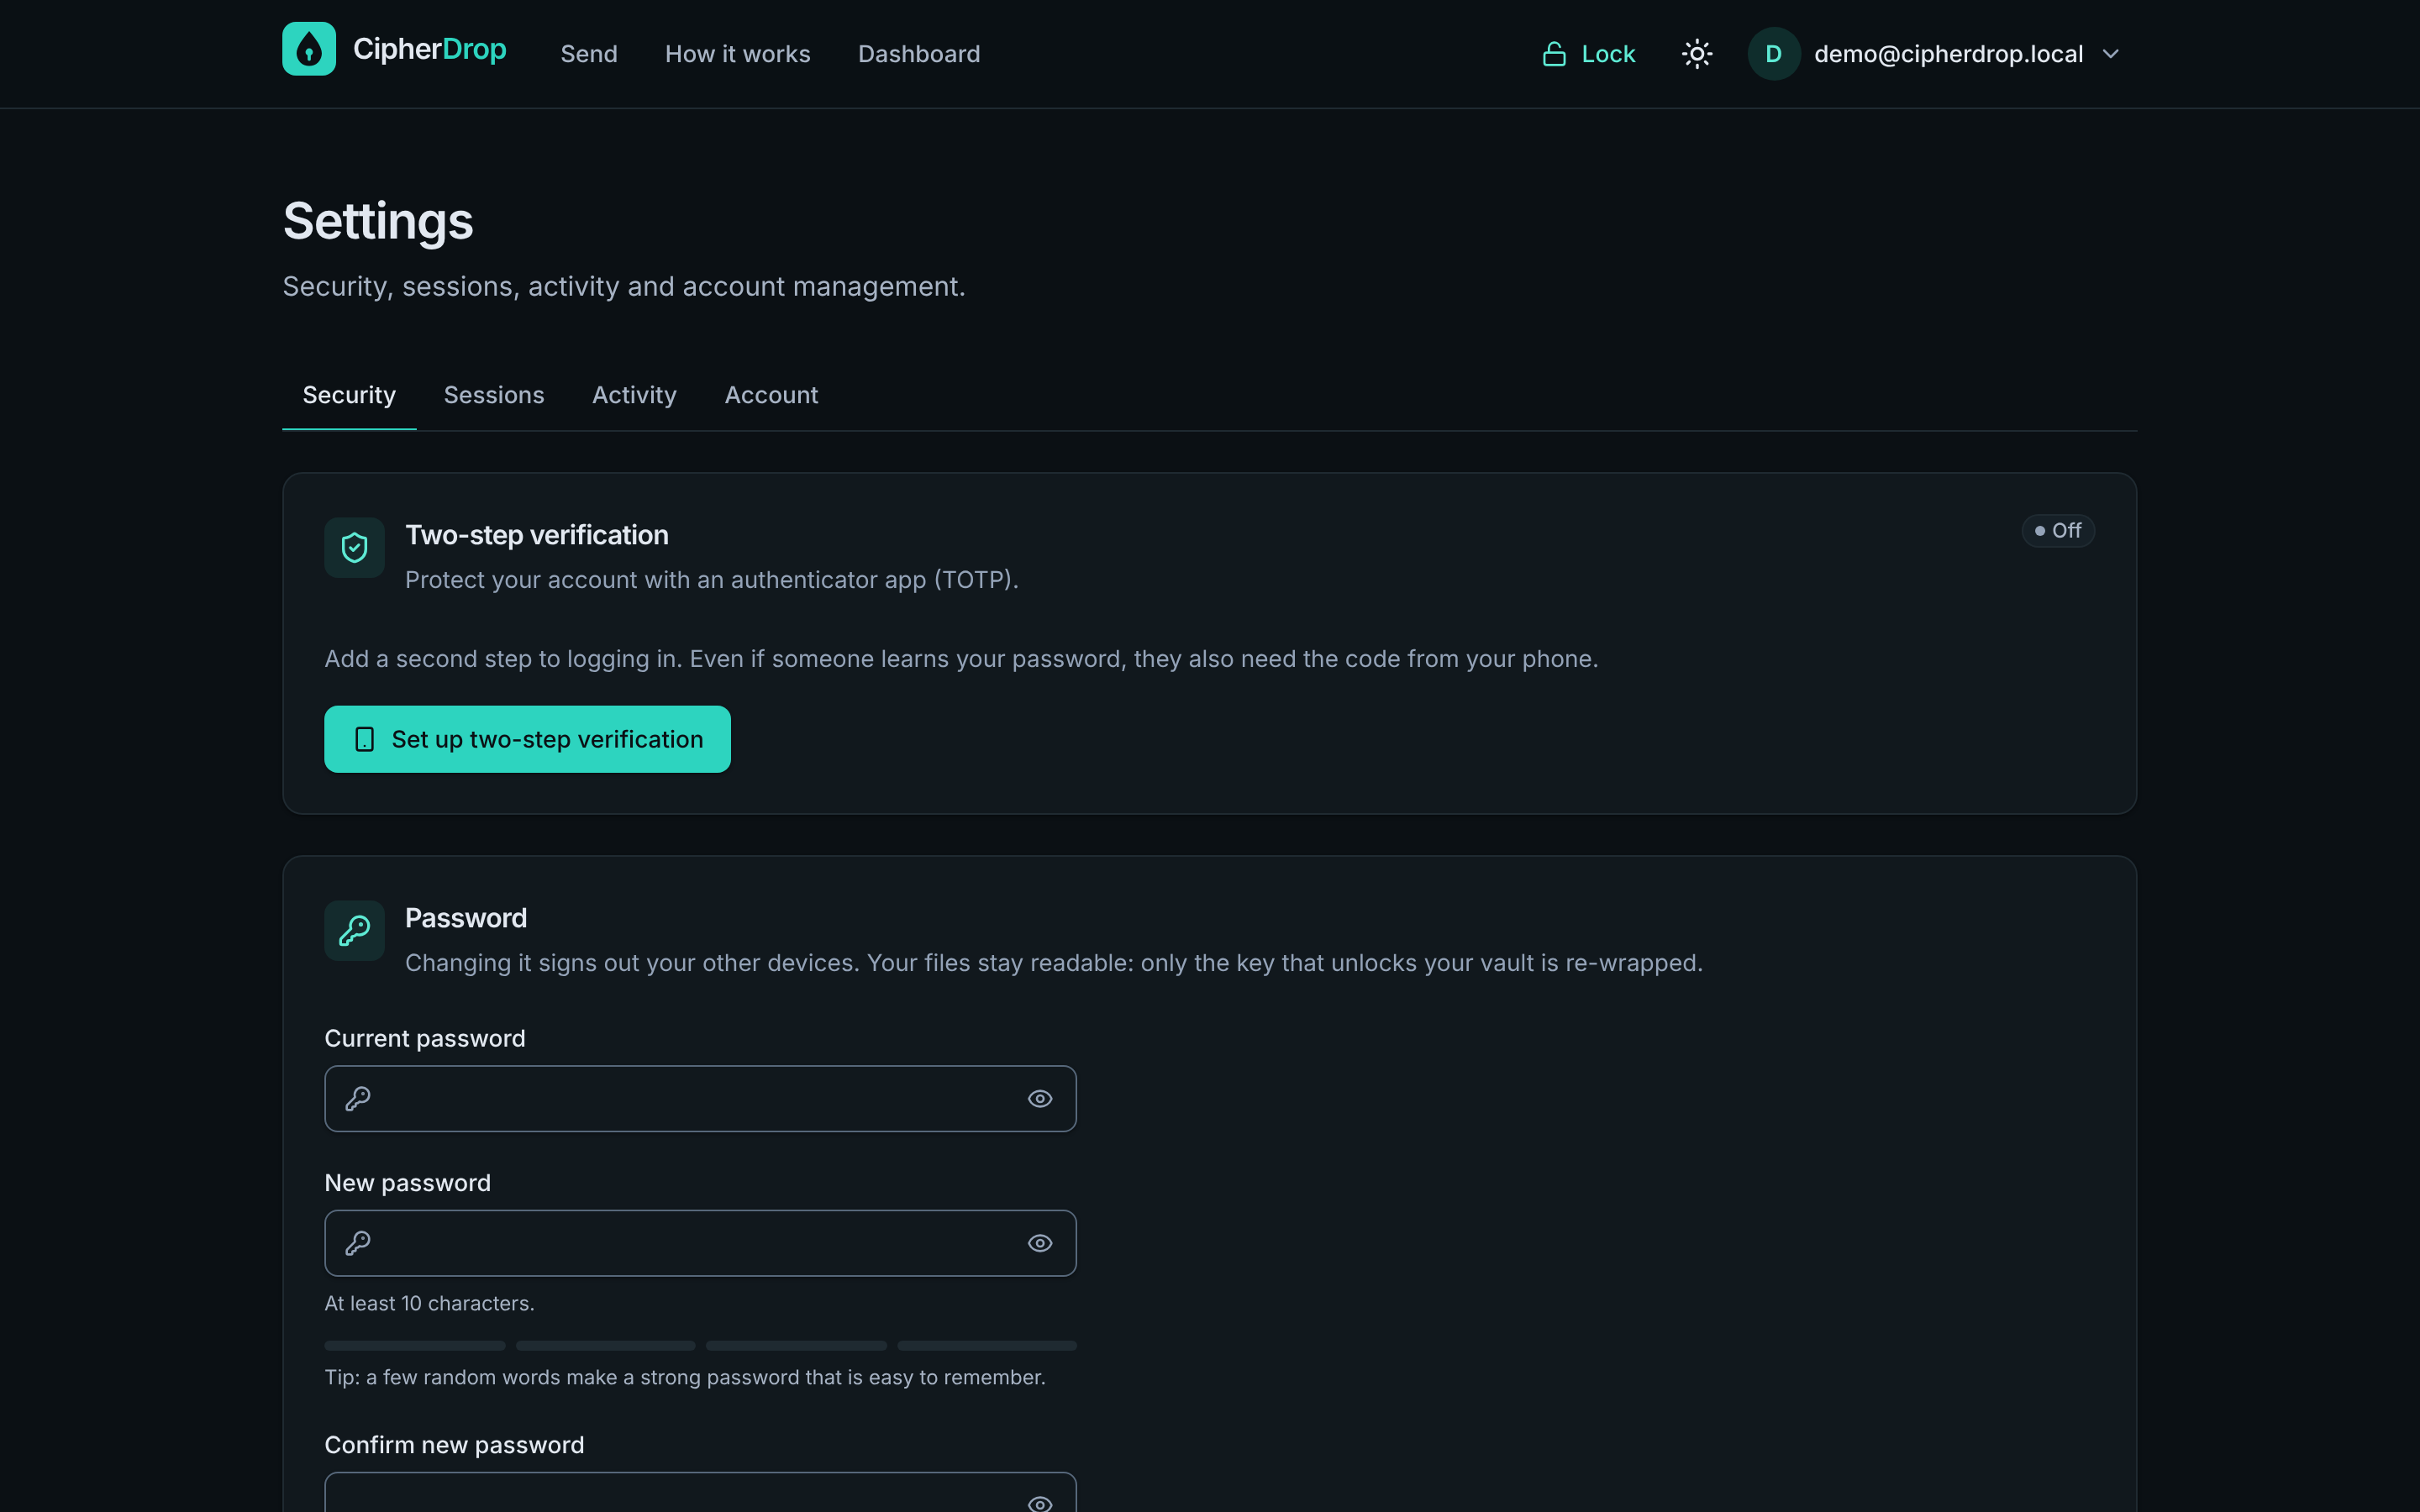 CipherDrop
Send
How it works
Dashboard
Lock
D
demo@cipherdrop.local
Settings
Security, sessions, activity and account management.
Security
Sessions
Activity
Account
Two-step verification
Off
Protect your account with an authenticator app (TOTP).
Add a second step to logging in. Even if someone learns your password, they also need the code from your phone.
Set up two-step verification
Password
Changing it signs out your other devices. Your files stay readable: only the key that unlocks your vault is re-wrapped.
Current password
New password
At least 10 characters.
Tip: a few random words make a strong password that is easy to remember.
Confirm new password